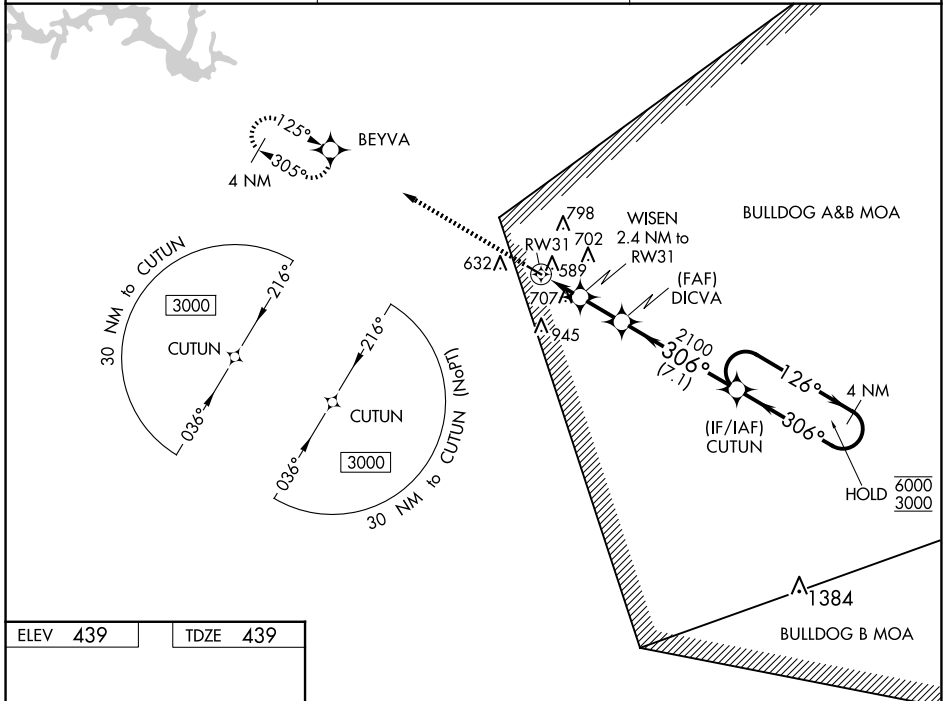 BEYVA
125°
305°
4 NM
BULLDOG A&B MOA
798
WISEN
2.4 NM to
RW31
702
RW31
632
589
(FAF)
DICVA
707
945
30 NM to CUTUN
3000
216°
CUTUN
036°
216°
CUTUN
036°
3000
30 NM to CUTUN (NoPT)
2100
306°
(7.1)
126°
4 NM
306°
(IF/IAF)
CUTUN
HOLD
6000
3000
1384
BULLDOG B MOA
ELEV 439
TDZE 439